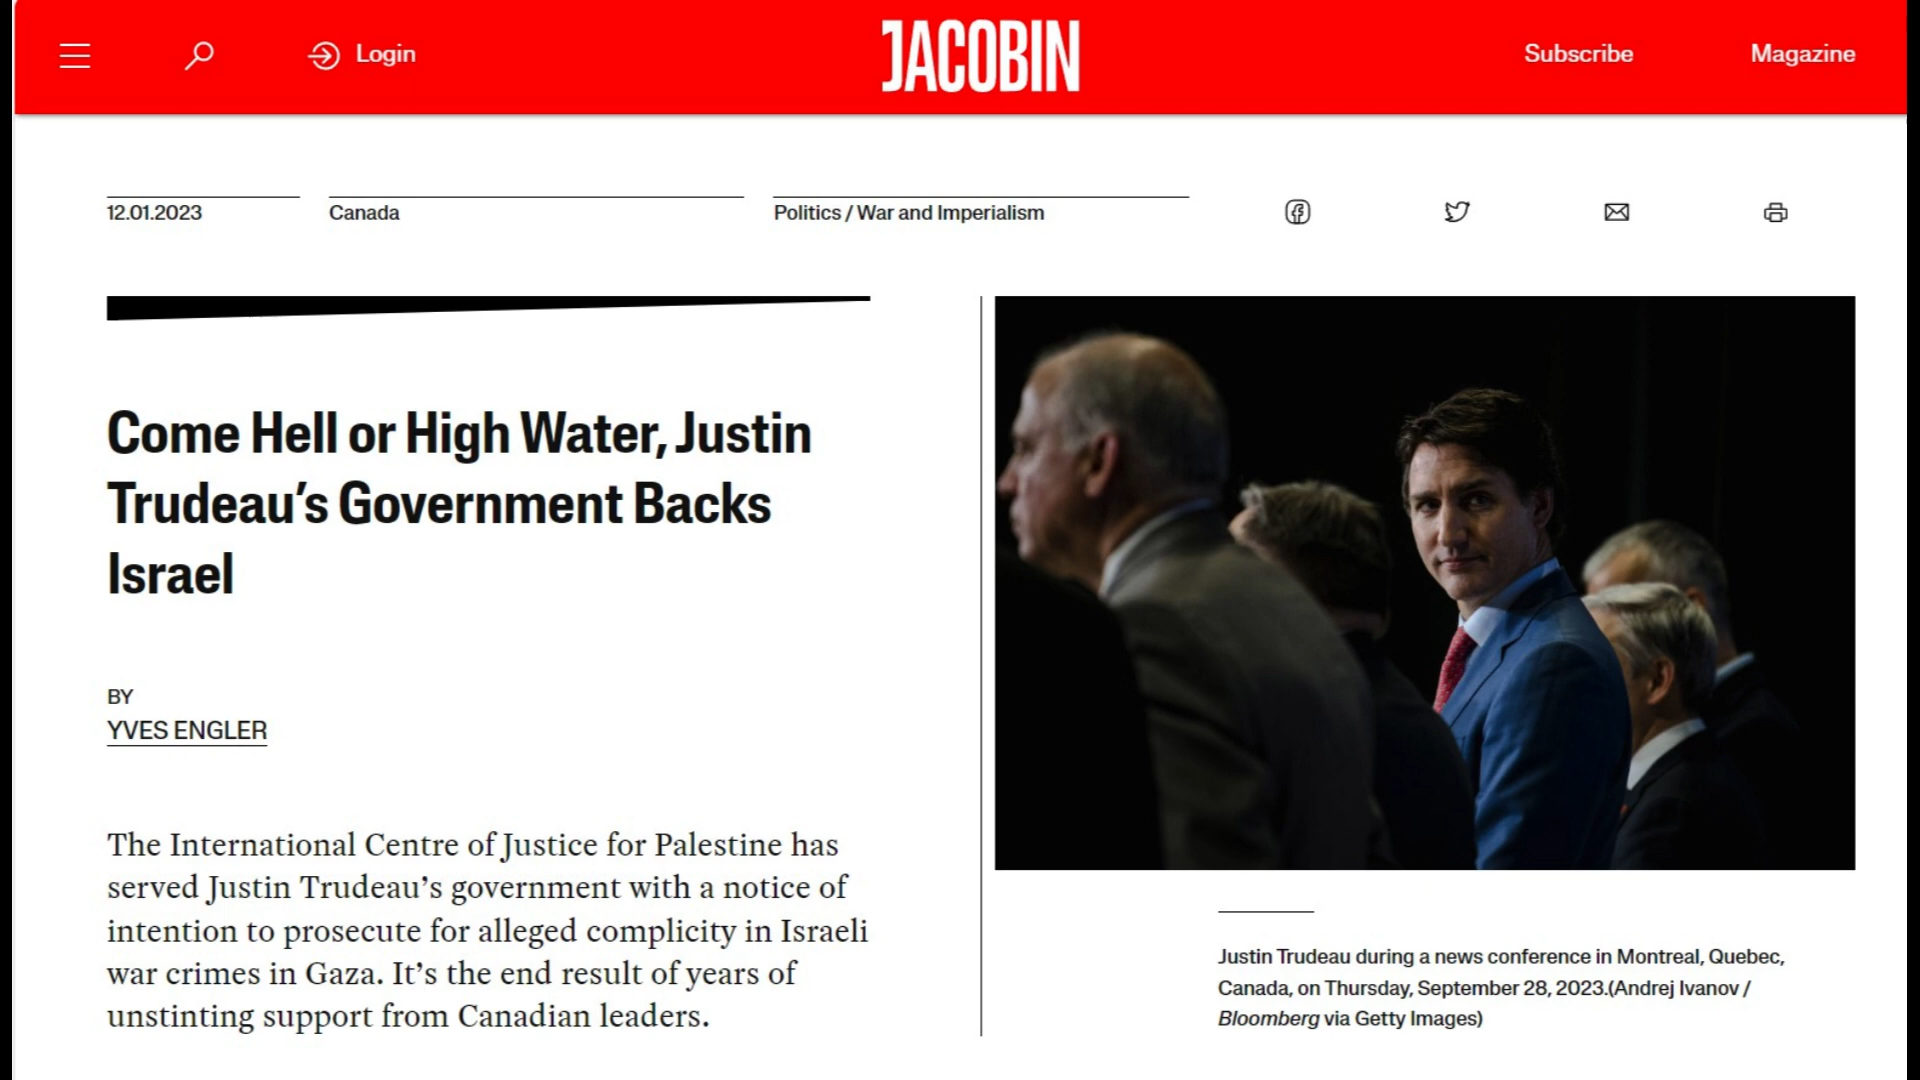 Login
JACOBIN
Subscribe
Magazine
12.01.2023
Canada
Politics / War and Imperialism
Come Hell or High Water, Justin
Trudeau’s Government Backs
Israel
BY
YVES ENGLER
The International Centre of Justice for Palestine has
served Justin Trudeau’s government with a notice of
intention to prosecute for alleged complicity in Israeli
war crimes in Gaza. It’s the end result of years of
unstinting support from Canadian leaders.
Justin Trudeau during a news conference in Montreal, Quebec,
Canada, on Thursday, September 28, 2023.(Andrej Ivanov /
Bloomberg via Getty Images)